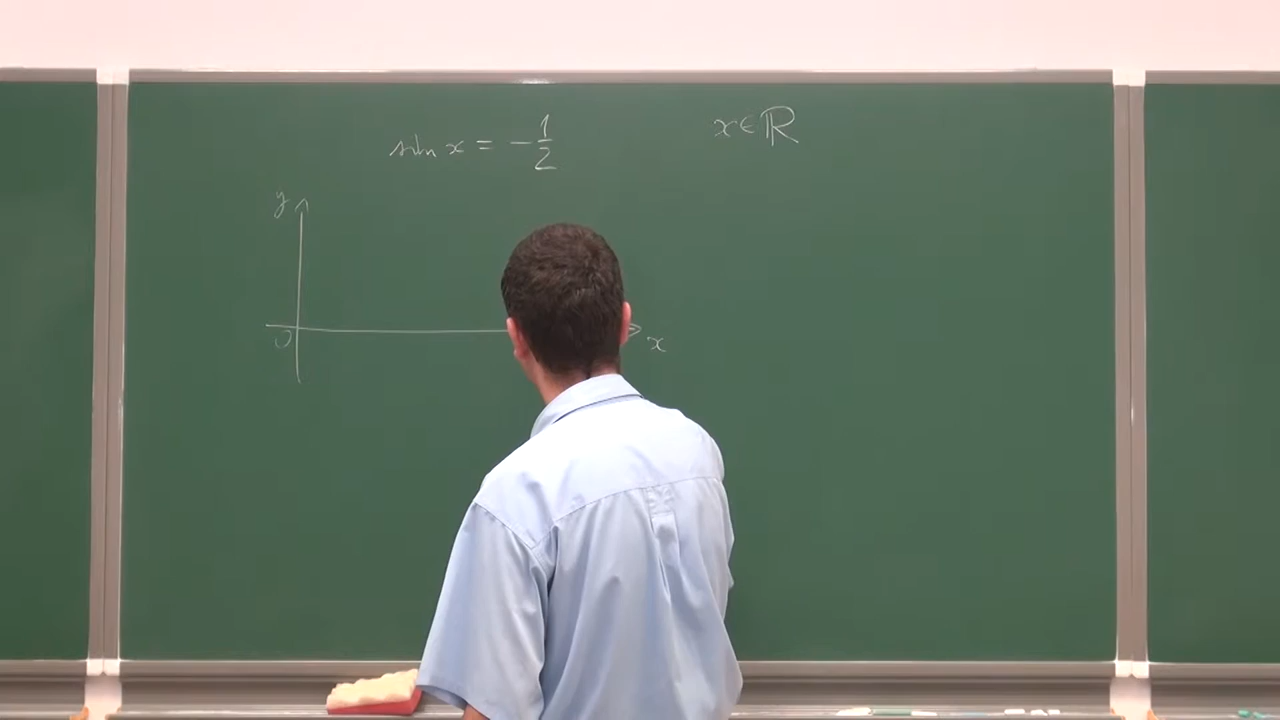 sin x = -1/2
x ∈ ℝ
y
0
x